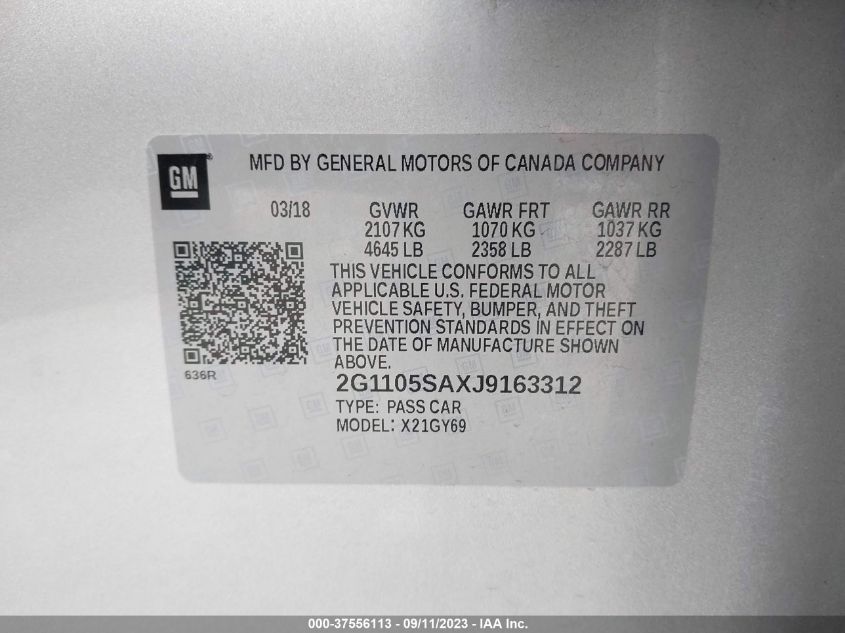 GM®
MFD BY GENERAL MOTORS OF CANADA COMPANY
03/18 GVWR GAWR FRT GAWR RR
2107 KG 1070 KG 1037 KG
4645 LB 2358 LB 2287 LB
THIS VEHICLE CONFORMS TO ALL
APPLICABLE U.S. FEDERAL MOTOR
VEHICLE SAFETY, BUMPER, AND THEFT
PREVENTION STANDARDS IN EFFECT ON
THE DATE OF MANUFACTURE SHOWN
ABOVE.
636R
2G1105SAXJ9163312
TYPE: PASS CAR
MODEL: X21GY69
000-37556113 - 09/11/2023 - IAA Inc.